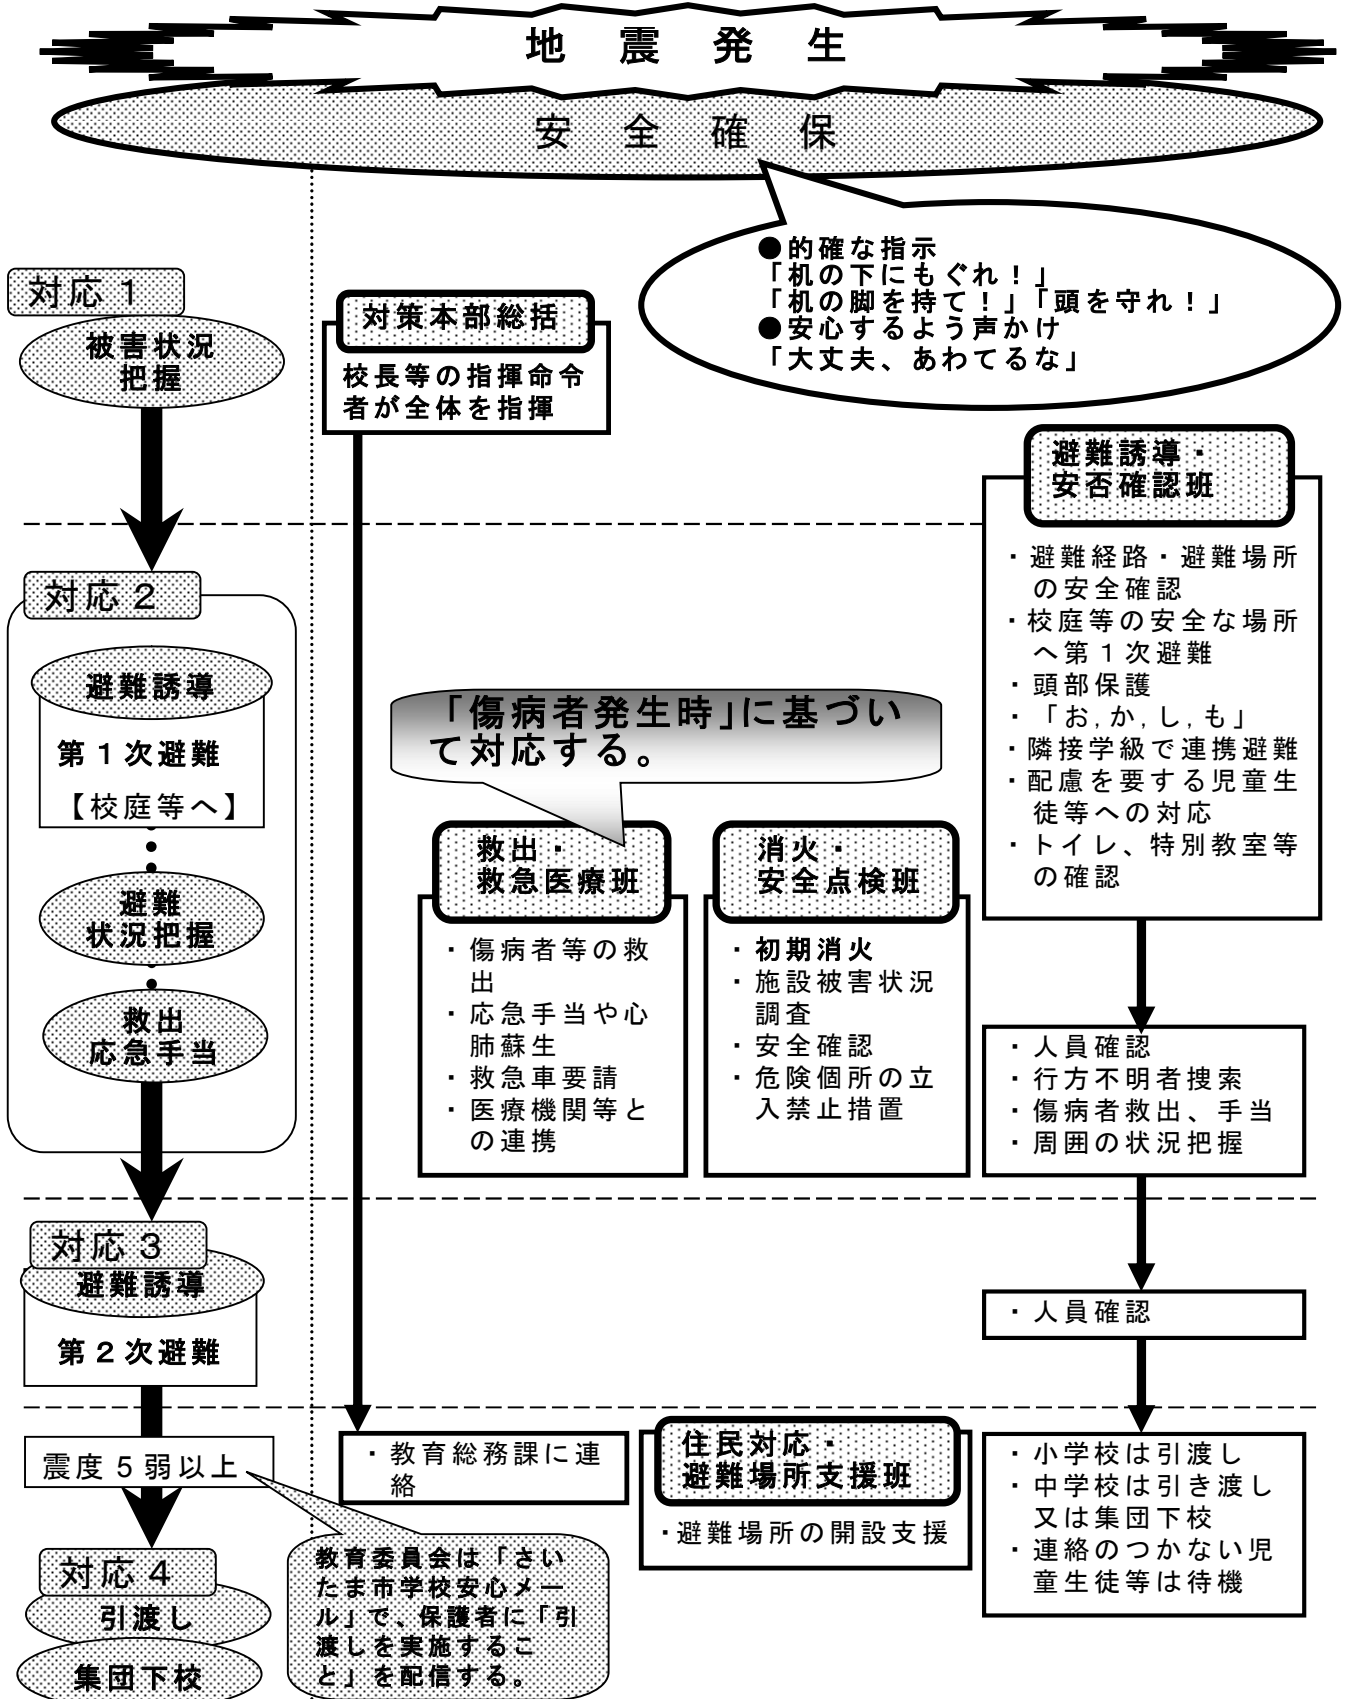 地震発生
安全確保
●的確な指示
「机の下にもぐれ！」
「机の脚を持て！」「頭を守れ！」
●安心するよう声かけ
「大丈夫、あわてるな」
対応１
被害状況
把握
対策本部総括
校長等の指揮命令
者が全体を指揮
避難誘導・
安否確認班
・避難経路・避難場所
の安全確認
・校庭等の安全な場所
へ第１次避難
・頭部保護
・「お,か,し,も」
・隣接学級で連携避難
・配慮を要する児童生
徒等への対応
・トイレ、特別教室等
の確認
対応２
避難誘導
第１次避難
【校庭等へ】
避難
状況把握
救出
応急手当
「傷病者発生時」に基づい
て対応する。
救出・
救急医療班
・傷病者等の救
出
・応急手当や心
肺蘇生
・救急車要請
・医療機関等と
の連携
消火・
安全点検班
・初期消火
・施設被害状況
調査
・安全確認
・危険個所の立
入禁止措置
・人員確認
・行方不明者捜索
・傷病者救出、手当
・周囲の状況把握
対応３
避難誘導
第２次避難
・人員確認
震度５弱以上
・教育総務課に連
絡
住民対応・
避難場所支援班
・避難場所の開設支援
・小学校は引渡し
・中学校は引き渡し
又は集団下校
・連絡のつかない児
童生徒等は待機
対応４
引渡し
集団下校
教育委員会は「さい
たま市学校安心メー
ル」で、保護者に「引
渡しを実施するこ
と」を配信する。